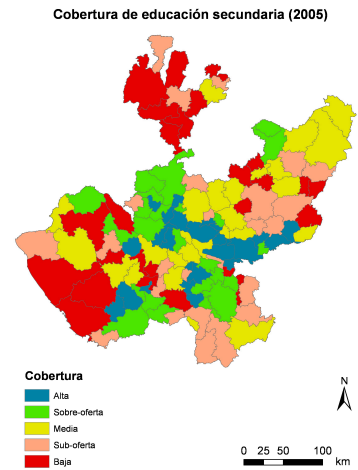 Cobertura de educación secundaria (2005)
Cobertura
Alta
Sobre-oferta
Media
Sub-oferta
Baja
N
0 25 50 100
km